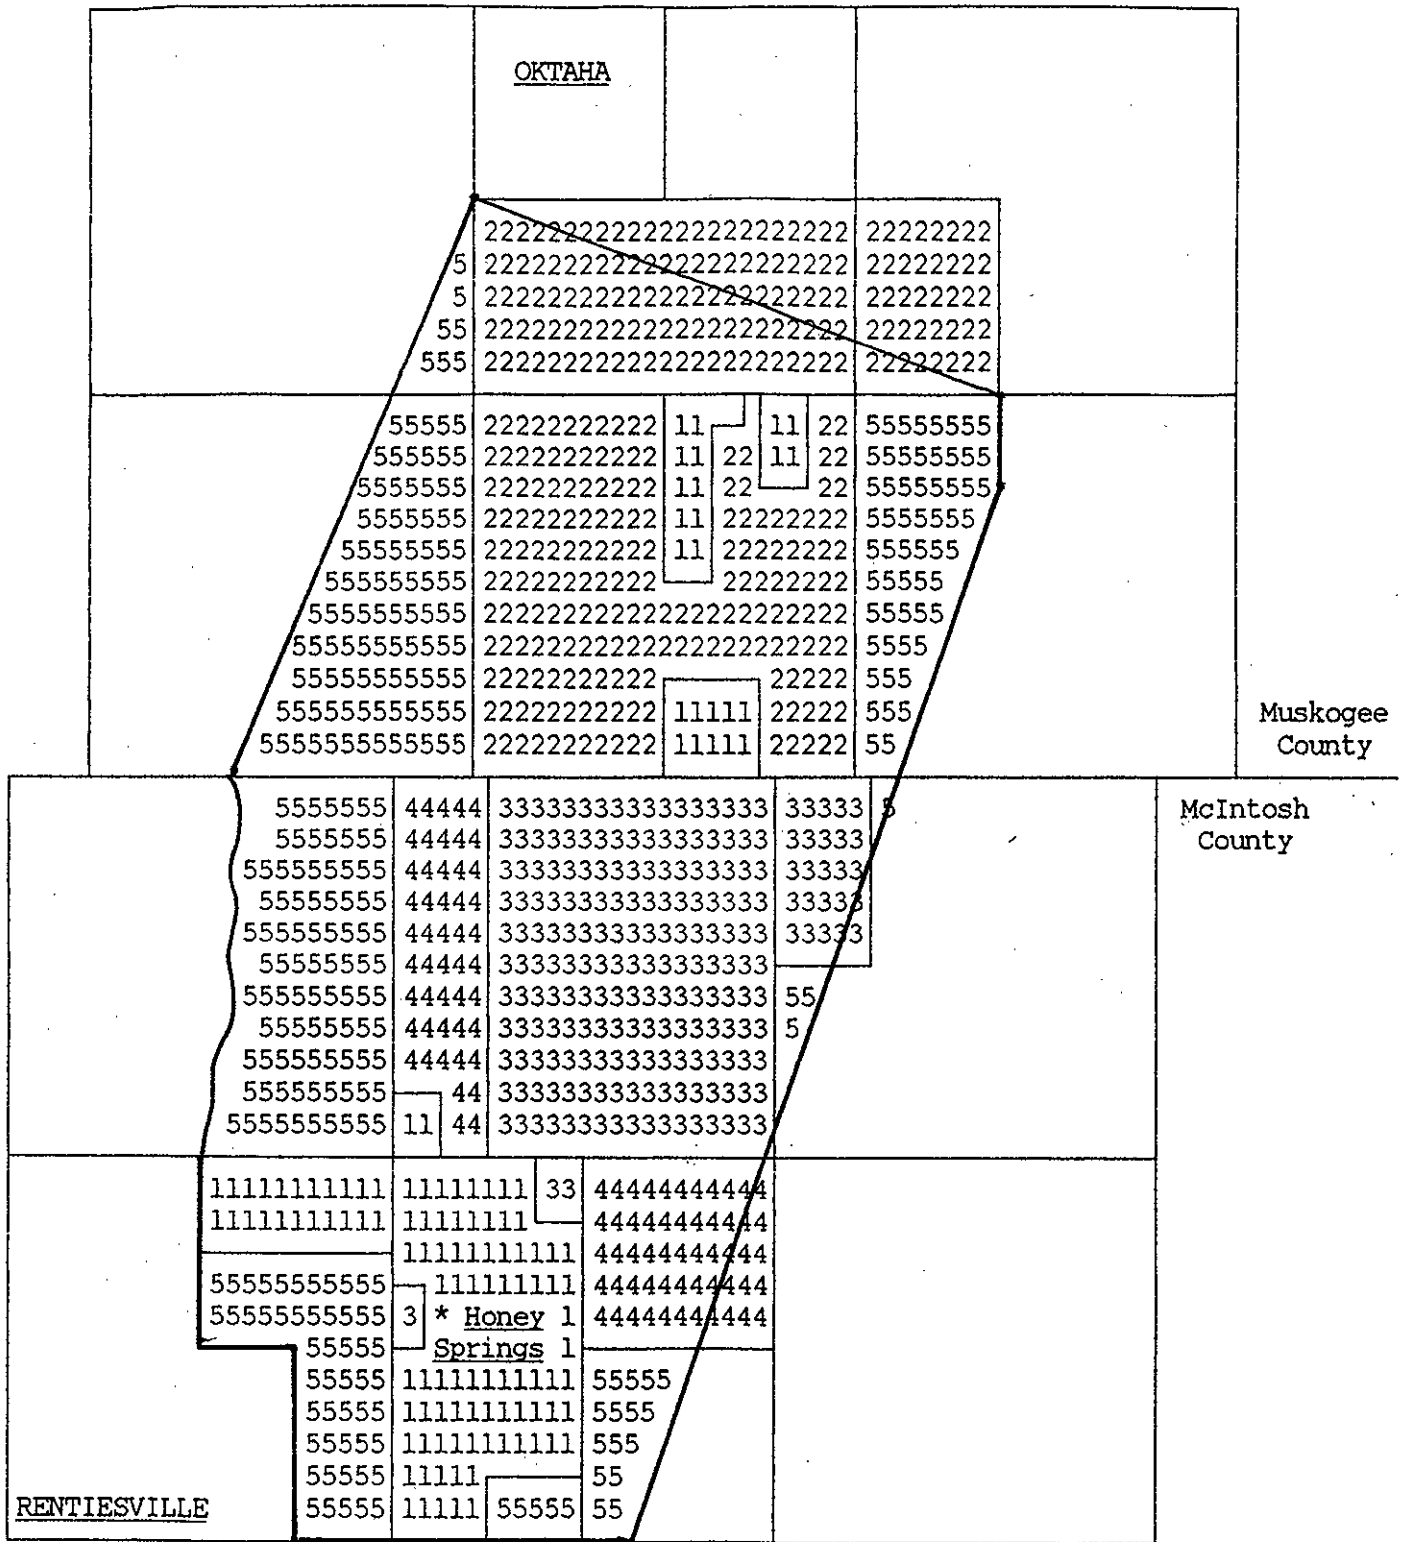 OKTAHA
22222222222222222222222 22222222
5 22222222222222222222222 22222222
5 22222222222222222222222 22222222
55 22222222222222222222222 22222222
555 22222222222222222222222 22222222
55555 22222222222 11 11 22 55555555
555555 22222222222 11 22 11 22 55555555
5555555 22222222222 11 22 22 55555555
5555555 22222222222 11 22222222 5555555
55555555 22222222222 11 22222222 555555
555555555 22222222222 22222222 55555
5555555555 22222222222222222222222 55555
55555555555 22222222222222222222222 5555
55555555555 22222222222 22222 555
555555555555 22222222222 11111 22222 555
5555555555555 22222222222 11111 22222 55
Muskogee
County
5555555 44444 33333333333333333 33333 5
5555555 44444 33333333333333333 33333
555555555 44444 33333333333333333 33333
55555555 44444 33333333333333333 33333
555555555 44444 33333333333333333 33333
55555555 44444 33333333333333333
555555555 44444 33333333333333333 55
55555555 44444 33333333333333333 5
555555555 44444 33333333333333333
555555555 44 33333333333333333
5555555555 11 44 33333333333333333
McIntosh
County
11111111111 11111111 33 44444444444
11111111111 11111111 44444444444
11111111111 44444444444
55555555555 111111111 44444444444
55555555555 3 * Honey 1 44444444444
55555 Springs 1
55555 11111111111 55555
55555 11111111111 5555
55555 11111111111 555
55555 11111 55
55555 11111 55555 55
RENTIESVILLE